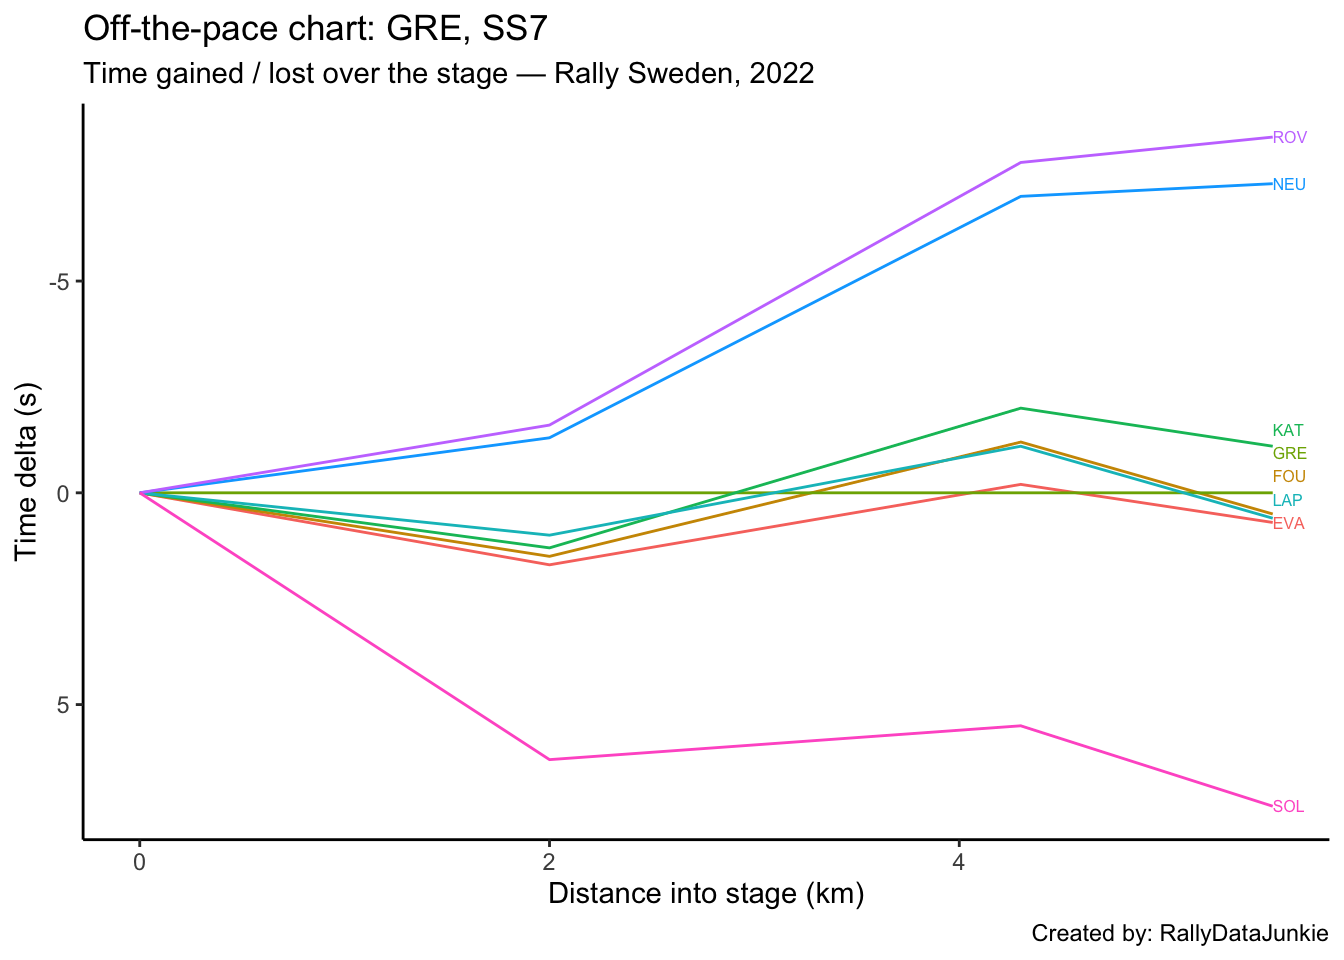 Off-the-pace chart: GRE, SS7
Time gained / lost over the stage — Rally Sweden, 2022
ROV
NEU
-5
KAT
GRE
FOU
0
LAP
EVA
5
SOL
Time delta (s)
0 2 4
Distance into stage (km)
Created by: RallyDataJunkie